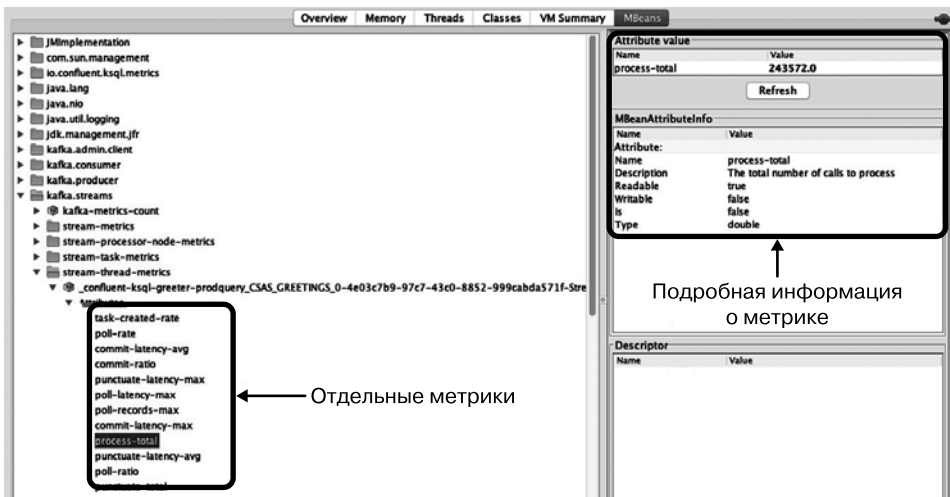 Overview Memory Threads Classes VM Summary MBeans
JMImplementation
com.sun.management
io.confluent.ksql.metrics
java.lang
java.nio
java.util.logging
jdk.management.jfr
kafka.admin.client
kafka.consumer
kafka.producer
kafka.streams
kafka-metrics-count
stream-metrics
stream-processor-node-metrics
stream-task-metrics
stream-thread-metrics
_confluent-ksql-greeter-prodquery_CSAS_GREETINGS_0-4e03c7b9-97c7-43c0-8852-999cabda571f-Stre
Attributes
task-created-rate
poll-rate
commit-latency-avg
commit-ratio
punctuate-latency-max
poll-latency-max
poll-records-max
commit-latency-max
process-total
punctuate-latency-avg
poll-ratio
punctuate-total
Отдельные метрики
Attribute value
Name Value
process-total 243572.0
Refresh
MBeanAttributeInfo
Name Value
Attribute:
Name process-total
Description The total number of calls to process
Readable true
Writable false
Is false
Type double
Подробная информация
о метрике
Descriptor
Name Value